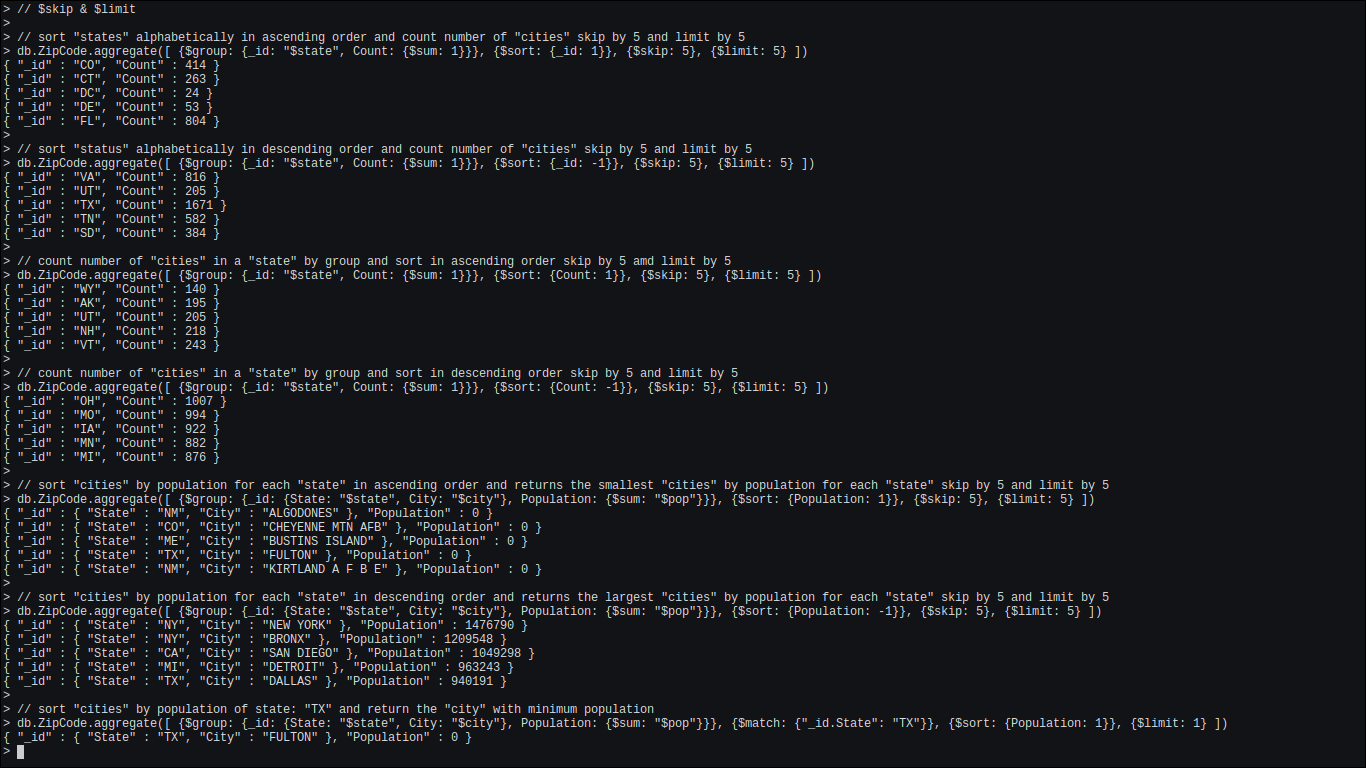 > // $skip & $limit
>
> // sort "states" alphabetically in ascending order and count number of "cities" skip by 5 and limit by 5
> db.ZipCode.aggregate([ {$group: {_id: "$state", Count: {$sum: 1}}}, {$sort: {_id: 1}}, {$skip: 5}, {$limit: 5} ])
{ "_id" : "CO", "Count" : 414 }
{ "_id" : "CT", "Count" : 263 }
{ "_id" : "DC", "Count" : 24 }
{ "_id" : "DE", "Count" : 53 }
{ "_id" : "FL", "Count" : 804 }
>
> // sort "status" alphabetically in descending order and count number of "cities" skip by 5 and limit by 5
> db.ZipCode.aggregate([ {$group: {_id: "$state", Count: {$sum: 1}}}, {$sort: {_id: -1}}, {$skip: 5}, {$limit: 5} ])
{ "_id" : "VA", "Count" : 816 }
{ "_id" : "UT", "Count" : 205 }
{ "_id" : "TX", "Count" : 1671 }
{ "_id" : "TN", "Count" : 582 }
{ "_id" : "SD", "Count" : 384 }
>
> // count number of "cities" in a "state" by group and sort in ascending order skip by 5 amd limit by 5
> db.ZipCode.aggregate([ {$group: {_id: "$state", Count: {$sum: 1}}}, {$sort: {Count: 1}}, {$skip: 5}, {$limit: 5} ])
{ "_id" : "WY", "Count" : 140 }
{ "_id" : "AK", "Count" : 195 }
{ "_id" : "UT", "Count" : 205 }
{ "_id" : "NH", "Count" : 218 }
{ "_id" : "VT", "Count" : 243 }
>
> // count number of "cities" in a "state" by group and sort in descending order skip by 5 and limit by 5
> db.ZipCode.aggregate([ {$group: {_id: "$state", Count: {$sum: 1}}}, {$sort: {Count: -1}}, {$skip: 5}, {$limit: 5} ])
{ "_id" : "OH", "Count" : 1007 }
{ "_id" : "MO", "Count" : 994 }
{ "_id" : "IA", "Count" : 922 }
{ "_id" : "MN", "Count" : 882 }
{ "_id" : "MI", "Count" : 876 }
>
> // sort "cities" by population for each "state" in ascending order and returns the smallest "cities" by population for each "state" skip by 5 and limit by 5
> db.ZipCode.aggregate([ {$group: {_id: {State: "$state", City: "$city"}, Population: {$sum: "$pop"}}}, {$sort: {Population: 1}}, {$skip: 5}, {$limit: 5} ])
{ "_id" : { "State" : "NM", "City" : "ALGODONES" }, "Population" : 0 }
{ "_id" : { "State" : "CO", "City" : "CHEYENNE MTN AFB" }, "Population" : 0 }
{ "_id" : { "State" : "ME", "City" : "BUSTINS ISLAND" }, "Population" : 0 }
{ "_id" : { "State" : "TX", "City" : "FULTON" }, "Population" : 0 }
{ "_id" : { "State" : "NM", "City" : "KIRTLAND A F B E" }, "Population" : 0 }
>
> // sort "cities" by population for each "state" in descending order and returns the largest "cities" by population for each "state" skip by 5 and limit by 5
> db.ZipCode.aggregate([ {$group: {_id: {State: "$state", City: "$city"}, Population: {$sum: "$pop"}}}, {$sort: {Population: -1}}, {$skip: 5}, {$limit: 5} ])
{ "_id" : { "State" : "NY", "City" : "NEW YORK" }, "Population" : 1476790 }
{ "_id" : { "State" : "NY", "City" : "BRONX" }, "Population" : 1209548 }
{ "_id" : { "State" : "CA", "City" : "SAN DIEGO" }, "Population" : 1049298 }
{ "_id" : { "State" : "MI", "City" : "DETROIT" }, "Population" : 963243 }
{ "_id" : { "State" : "TX", "City" : "DALLAS" }, "Population" : 940191 }
>
> // sort "cities" by population of state: "TX" and return the "city" with minimum population
> db.ZipCode.aggregate([ {$group: {_id: {State: "$state", City: "$city"}, Population: {$sum: "$pop"}}}, {$match: {"_id.State": "TX"}}, {$sort: {Population: 1}}, {$limit: 1} ])
{ "_id" : { "State" : "TX", "City" : "FULTON" }, "Population" : 0 }
>